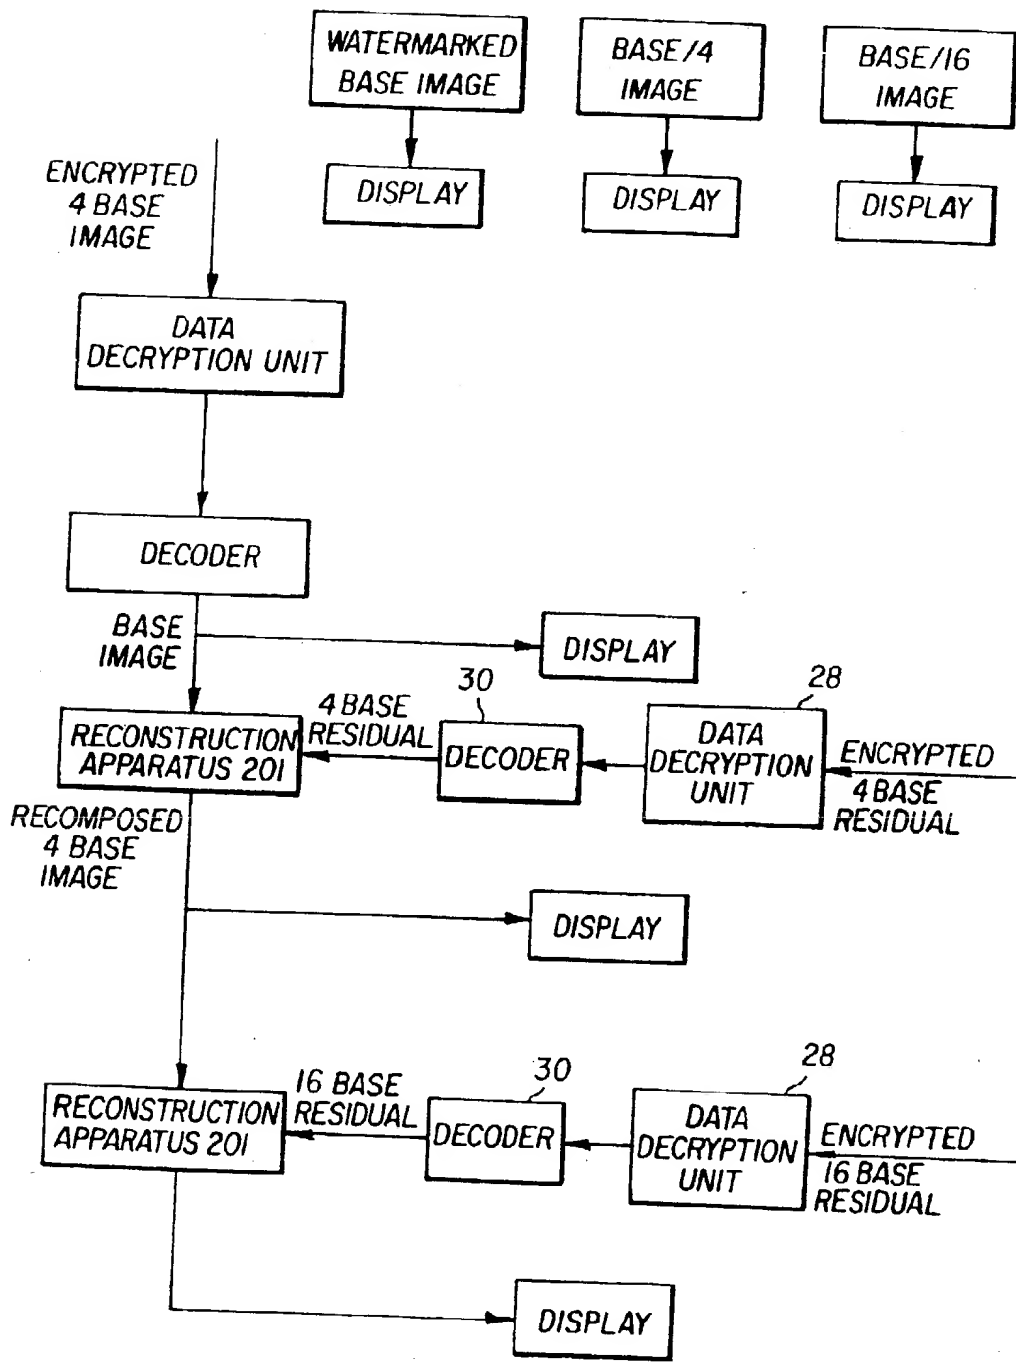 WATERMARKED
BASE IMAGE
BASE/4
IMAGE
BASE/16
IMAGE
DISPLAY
DISPLAY
DISPLAY
ENCRYPTED
4 BASE
IMAGE
DATA
DECRYPTION UNIT
DECODER
BASE
IMAGE
DISPLAY
RECONSTRUCTION
APPARATUS 201
4 BASE
RESIDUAL
30
DECODER
28
DATA
DECRYPTION
UNIT
ENCRYPTED
4 BASE
RESIDUAL
RECOMPOSED
4 BASE
IMAGE
DISPLAY
RECONSTRUCTION
APPARATUS 201
16 BASE
RESIDUAL
30
DECODER
28
DATA
DECRYPTION
UNIT
ENCRYPTED
16 BASE
RESIDUAL
DISPLAY